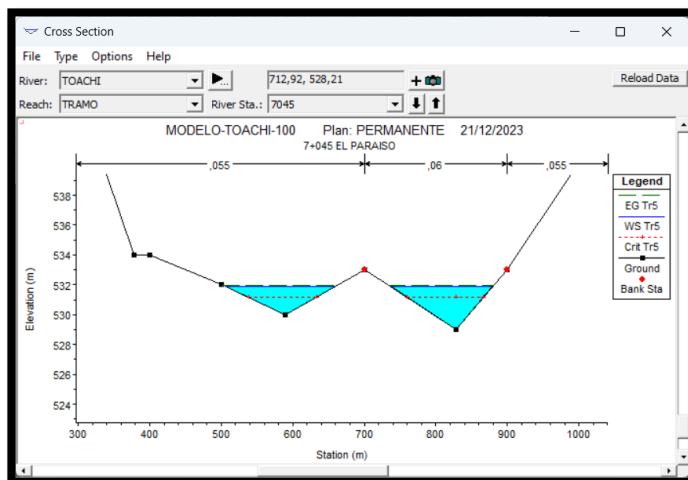 Cross Section
File Type Options Help
River: TOACHI 712,92, 528,21 Reload Data
Reach: TRAMO River Sta.: 7045
MODELO-TOACHI-100 Plan: PERMANENTE 21/12/2023
7+045 EL PARAISO
,055 ,06 ,055
Legend
EG Tr5
WS Tr5
Crit Tr5
Ground
Bank Sta
538
536
534
532
530
528
526
524
Elevation (m)
300 400 500 600 700 800 900 1000
Station (m)